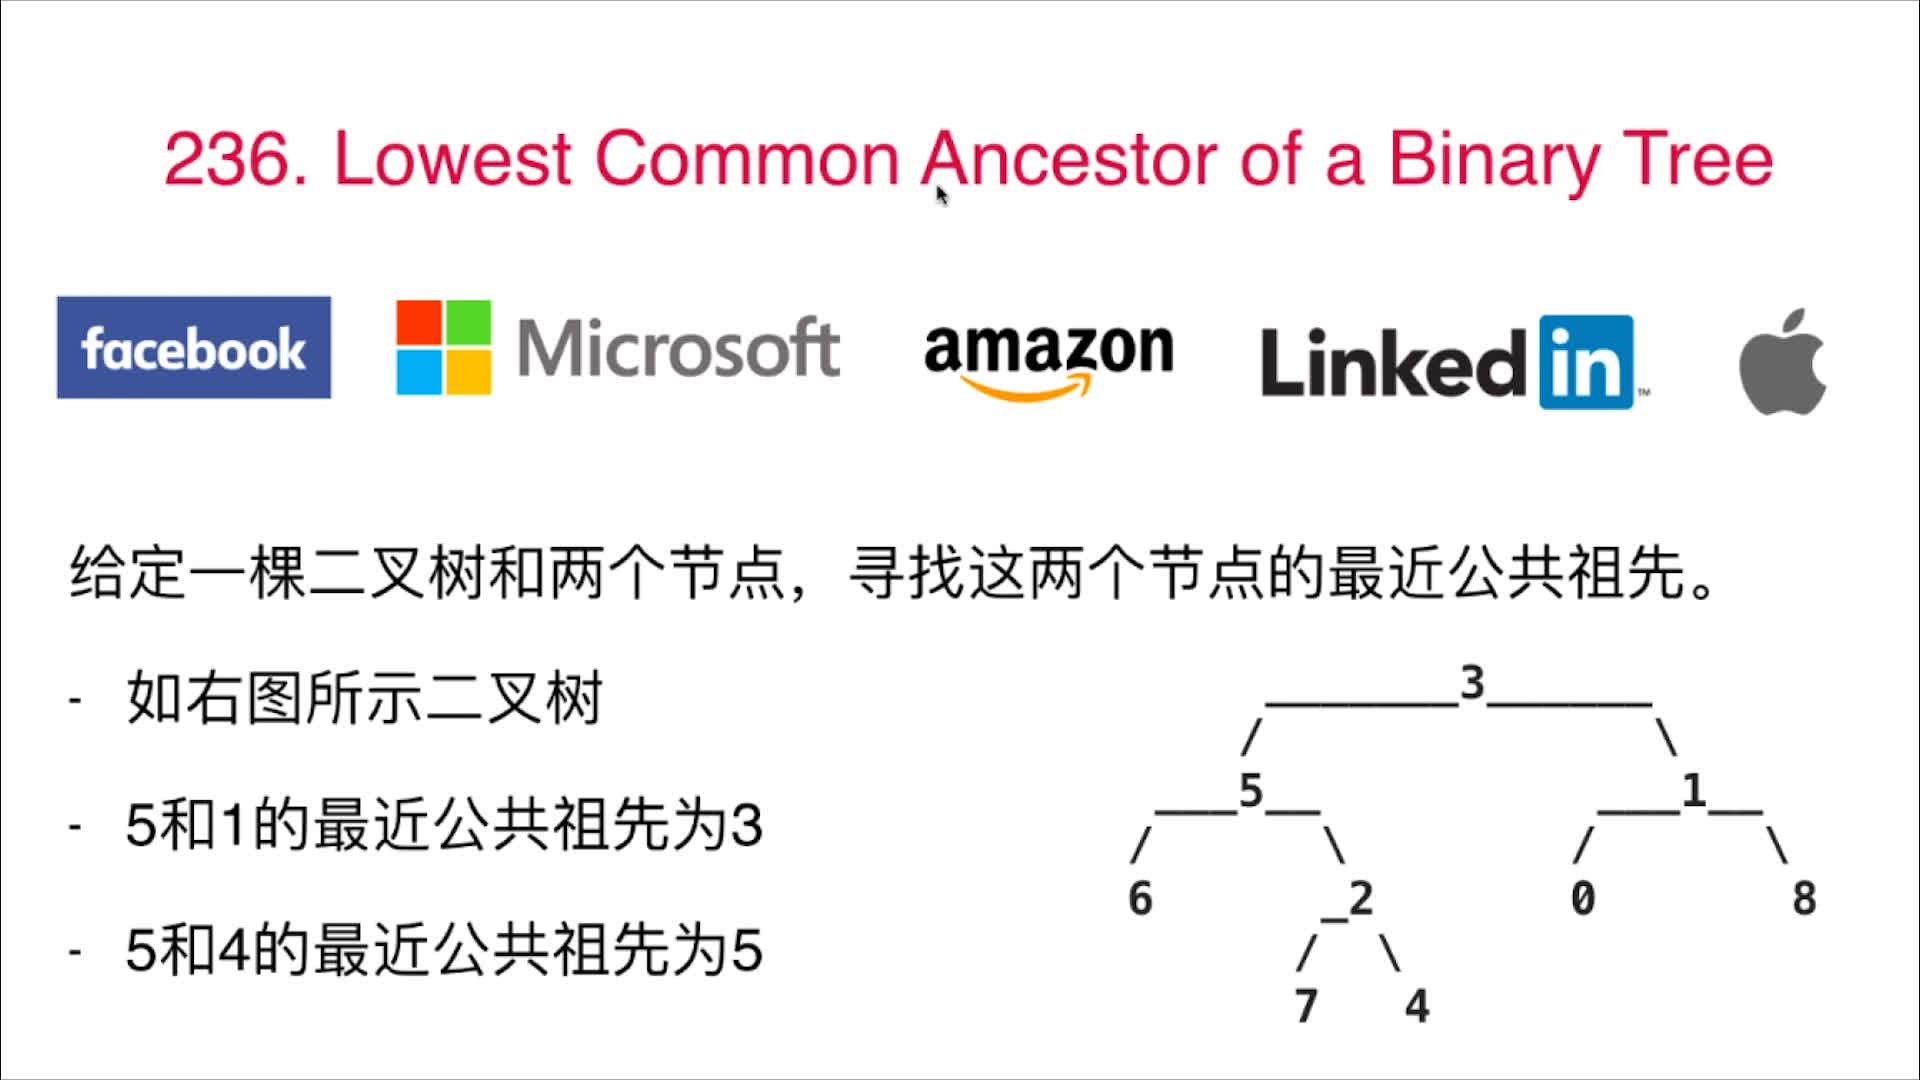 236. Lowest Common Ancestor of a Binary Tree
facebook Microsoft amazon Linked in ™
给定一棵二叉树和两个节点，寻找这两个节点的最近公共祖先。
- 如右图所示二叉树
- 5和1的最近公共祖先为3
- 5和4的最近公共祖先为5
_______3______
/ \
___5__ ___1__
/ \ / \
6 _2 0 8
/ \
7 4